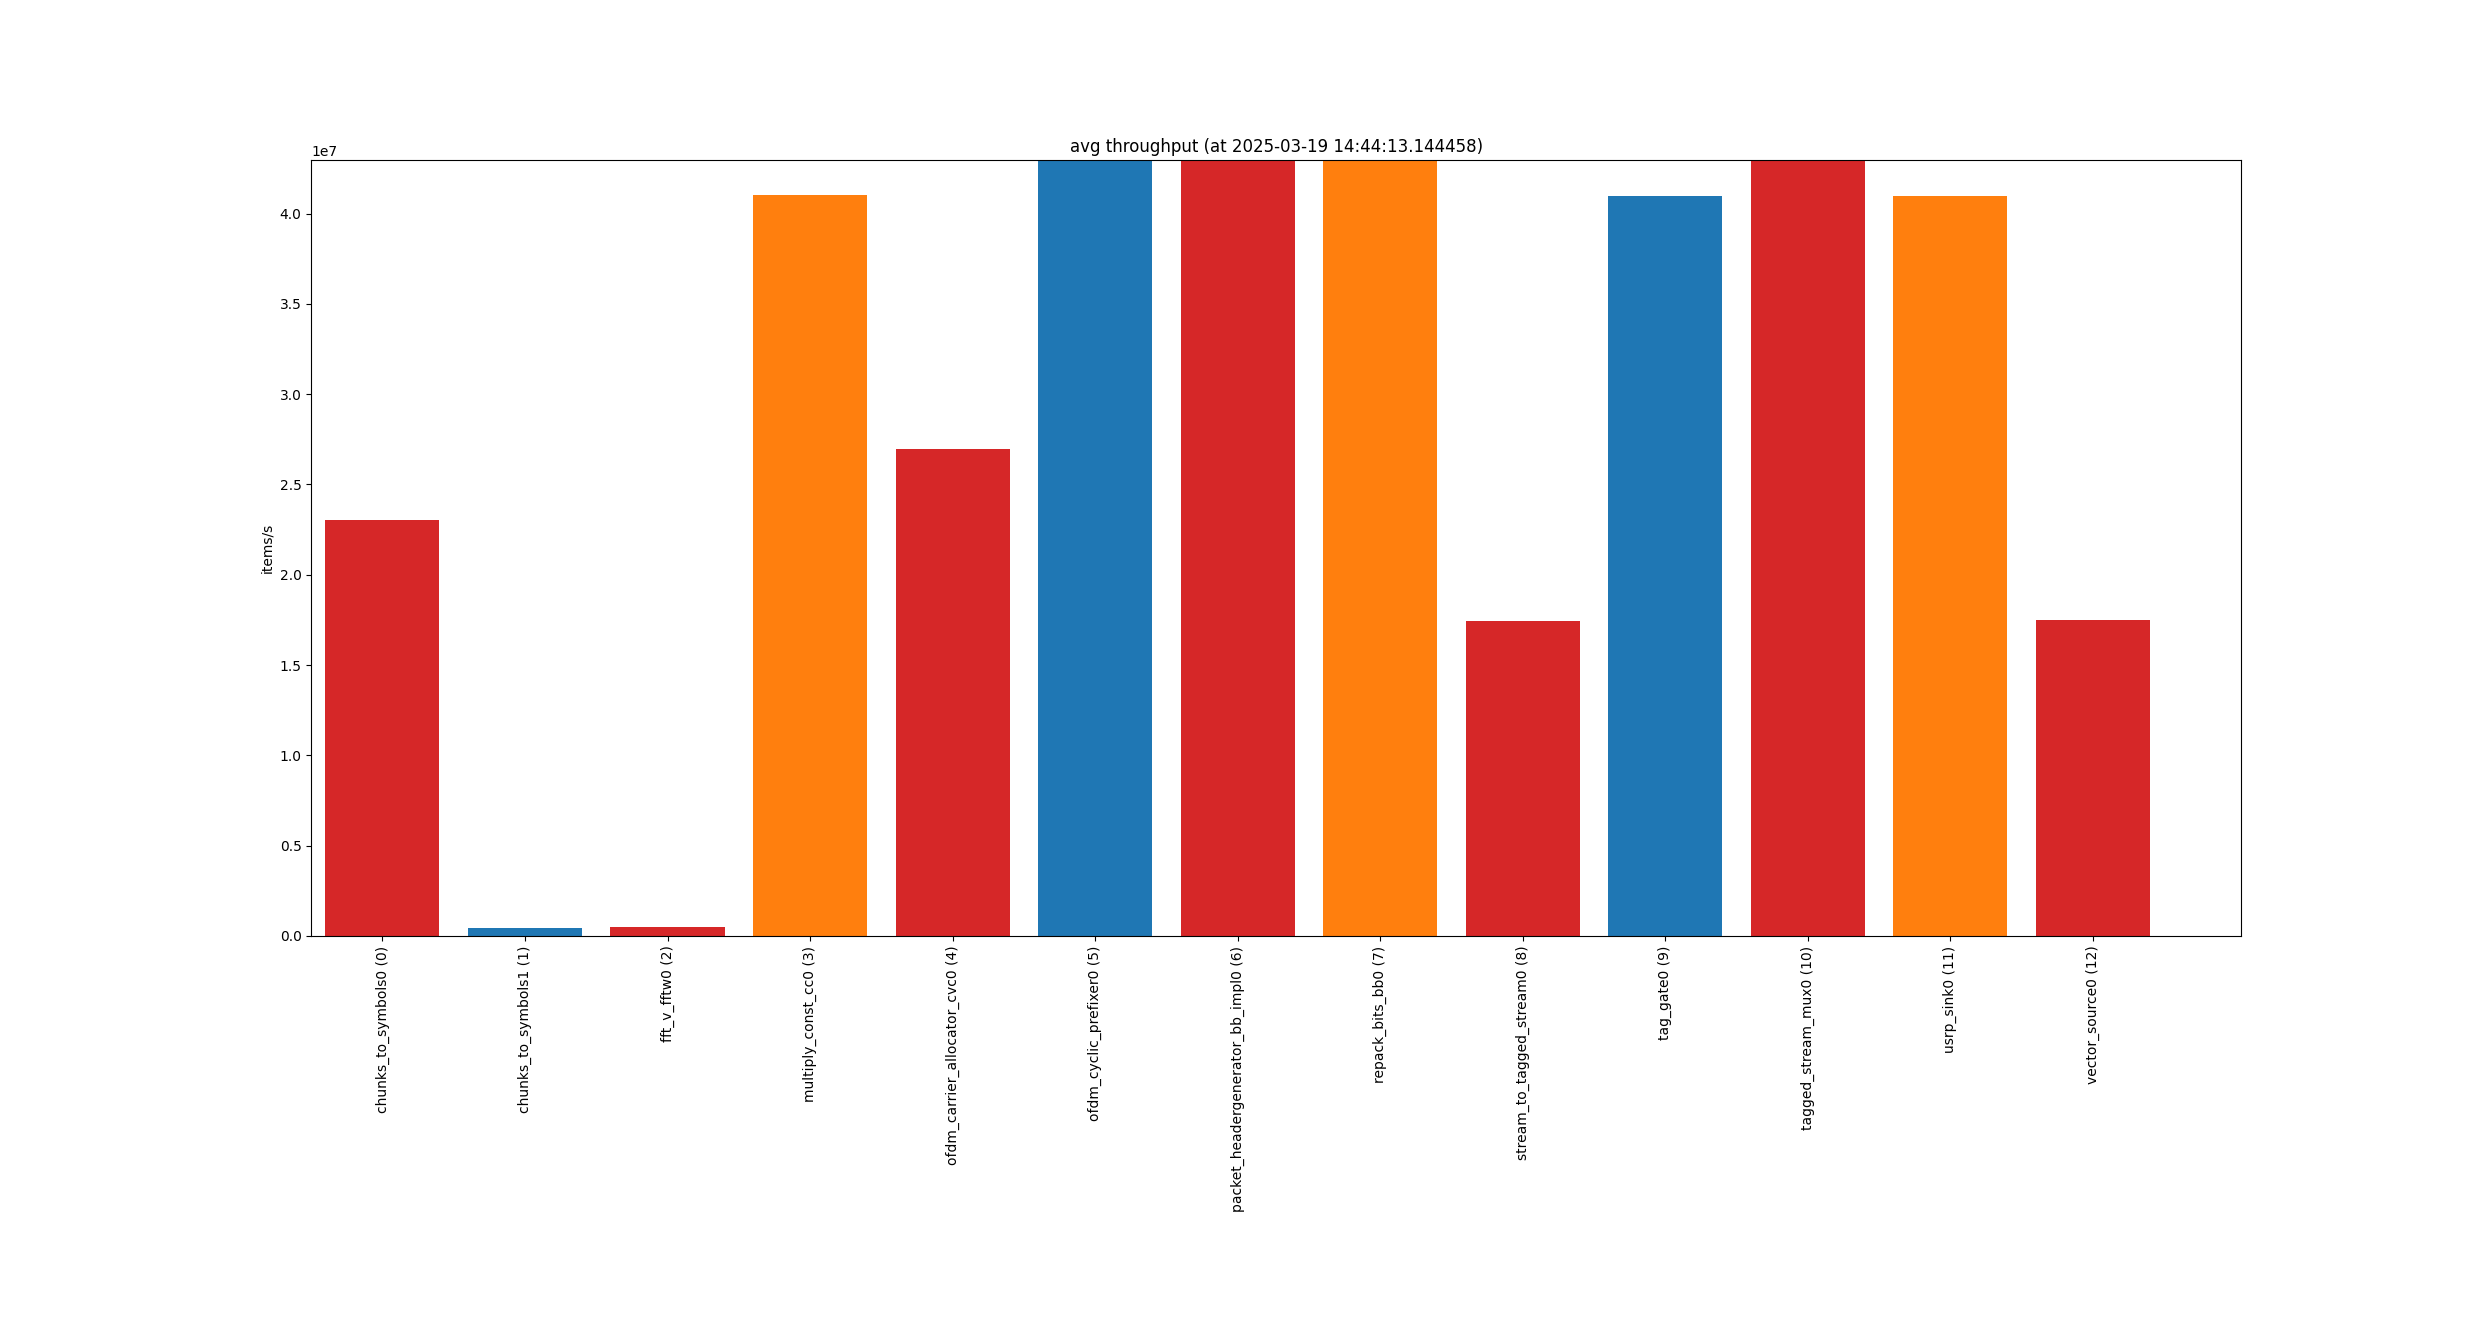 avg throughput (at 2025-03-19 14:44:13.144458)
1e7
4.0
3.5
3.0
2.5
2.0
1.5
1.0
0.5
0.0
items/s
chunks_to_symbols0 (0)
chunks_to_symbols1 (1)
fft_v_fftw0 (2)
multiply_const_cc0 (3)
ofdm_carrier_allocator_cvc0 (4)
ofdm_cyclic_prefixer0 (5)
packet_headergenerator_bb_impl0 (6)
repack_bits_bb0 (7)
stream_to_tagged_stream0 (8)
tag_gate0 (9)
tagged_stream_mux0 (10)
usrp_sink0 (11)
vector_source0 (12)